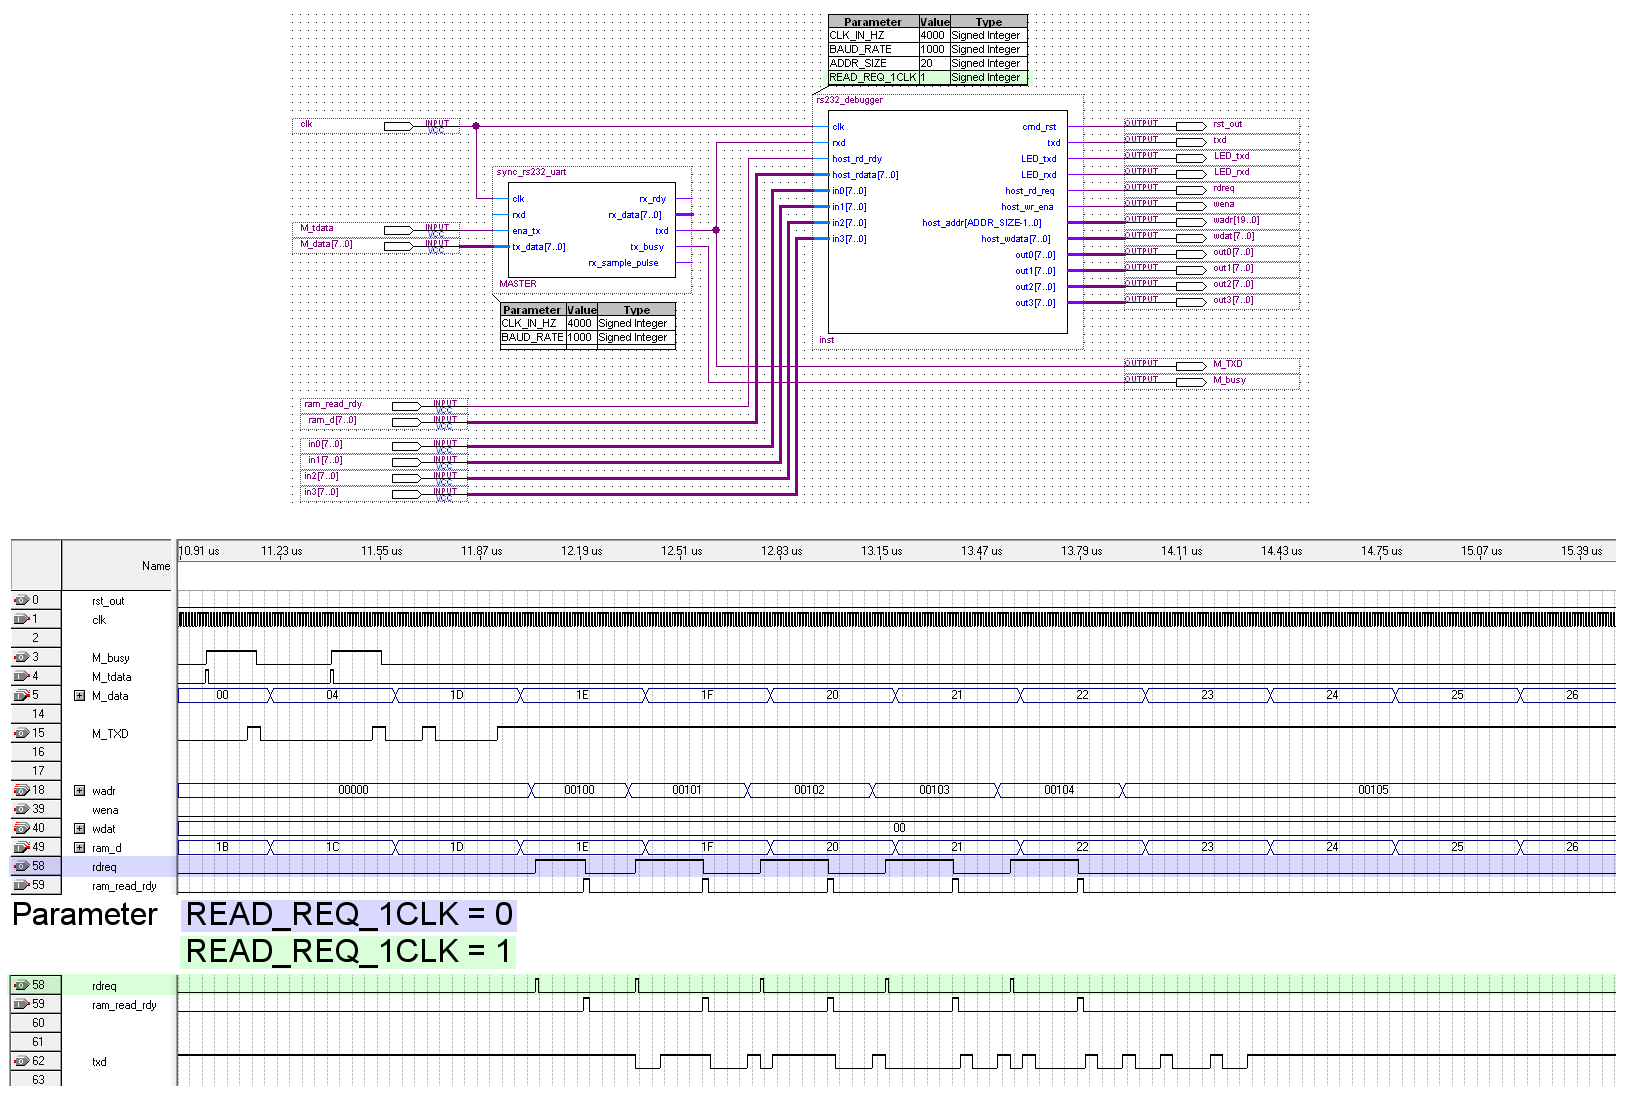 Parameter Value Type
CLK_IN_HZ 4000 Signed Integer
BAUD_RATE 1000 Signed Integer
ADDR_SIZE 20 Signed Integer
READ_REQ_1CLK 1 Signed Integer
rs232_debugger
clk INPUT VCC
clk cmd_rst OUTPUT rst_out
rxd txd OUTPUT txd
host_rd_rdy LED_txd OUTPUT LED_txd
host_rdata[7..0] LED_rxd OUTPUT LED_rxd
in0[7..0] host_rd_req OUTPUT rdreq
in1[7..0] host_wr_ena OUTPUT wena
in2[7..0] host_addr[ADDR_SIZE-1..0] OUTPUT wadr[19..0]
in3[7..0] host_wdata[7..0] OUTPUT wdat[7..0]
out0[7..0] OUTPUT out0[7..0]
out1[7..0] OUTPUT out1[7..0]
out2[7..0] OUTPUT out2[7..0]
out3[7..0] OUTPUT out3[7..0]
inst
sync_rs232_uart
clk rx_rdy
rxd rx_data[7..0]
M_tdata INPUT VCC ena_tx txd
M_data[7..0] INPUT VCC tx_data[7..0] tx_busy
rx_sample_pulse
MASTER
Parameter Value Type
CLK_IN_HZ 4000 Signed Integer
BAUD_RATE 1000 Signed Integer
OUTPUT M_TXD
OUTPUT M_busy
ram_read_rdy INPUT VCC
ram_d[7..0] INPUT VCC
in0[7..0] INPUT VCC
in1[7..0] INPUT VCC
in2[7..0] INPUT VCC
in3[7..0] INPUT VCC
Name 10.91 us 11.23 us 11.55 us 11.87 us 12.19 us 12.51 us 12.83 us 13.15 us 13.47 us 13.79 us 14.11 us 14.43 us 14.75 us 15.07 us 15.39 us
0 rst_out
1 clk
2
3 M_busy
4 M_tdata
5 M_data 00 04 1D 1E 1F 20 21 22 23 24 25 26
14
15 M_TXD
16
17
18 wadr 00000 00100 00101 00102 00103 00104 00105
39 wena
40 wdat 00
49 ram_d 1B 1C 1D 1E 1F 20 21 22 23 24 25 26
58 rdreq
59 ram_read_rdy
Parameter READ_REQ_1CLK = 0
READ_REQ_1CLK = 1
58 rdreq
59 ram_read_rdy
60
61
62 txd
63